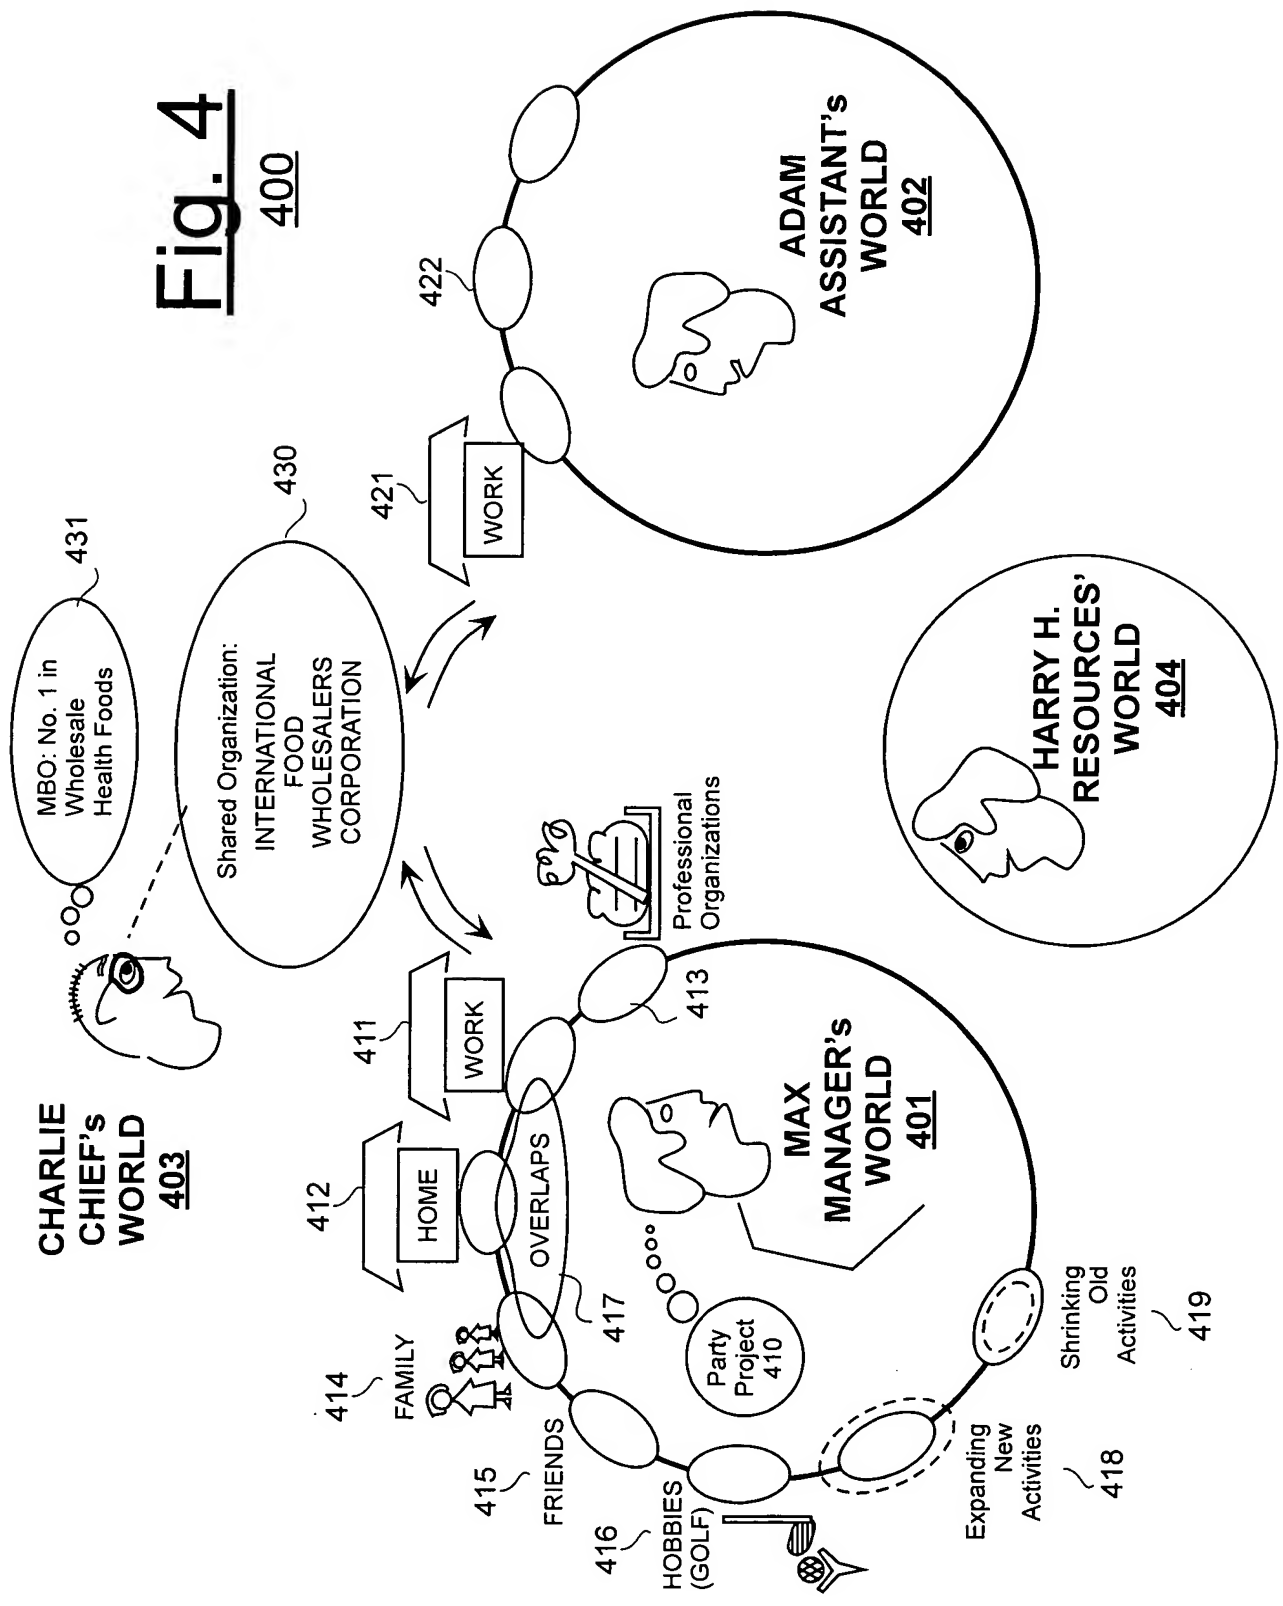 Fig. 4
400
CHARLIE
CHIEF's
WORLD
403
MBO: No. 1 in
Wholesale
Health Foods
431
Shared Organization:
INTERNATIONAL
FOOD
WHOLESALERS
CORPORATION
430
412
HOME
411
WORK
421
WORK
422
414
FAMILY
417
OVERLAPS
413
Professional
Organizations
415
FRIENDS
416
HOBBIES
(GOLF)
Party
Project
410
MAX
MANAGER's
WORLD
401
ADAM
ASSISTANT's
WORLD
402
HARRY H.
RESOURCES'
WORLD
404
Expanding
New
Activities
418
Shrinking
Old
Activities
419